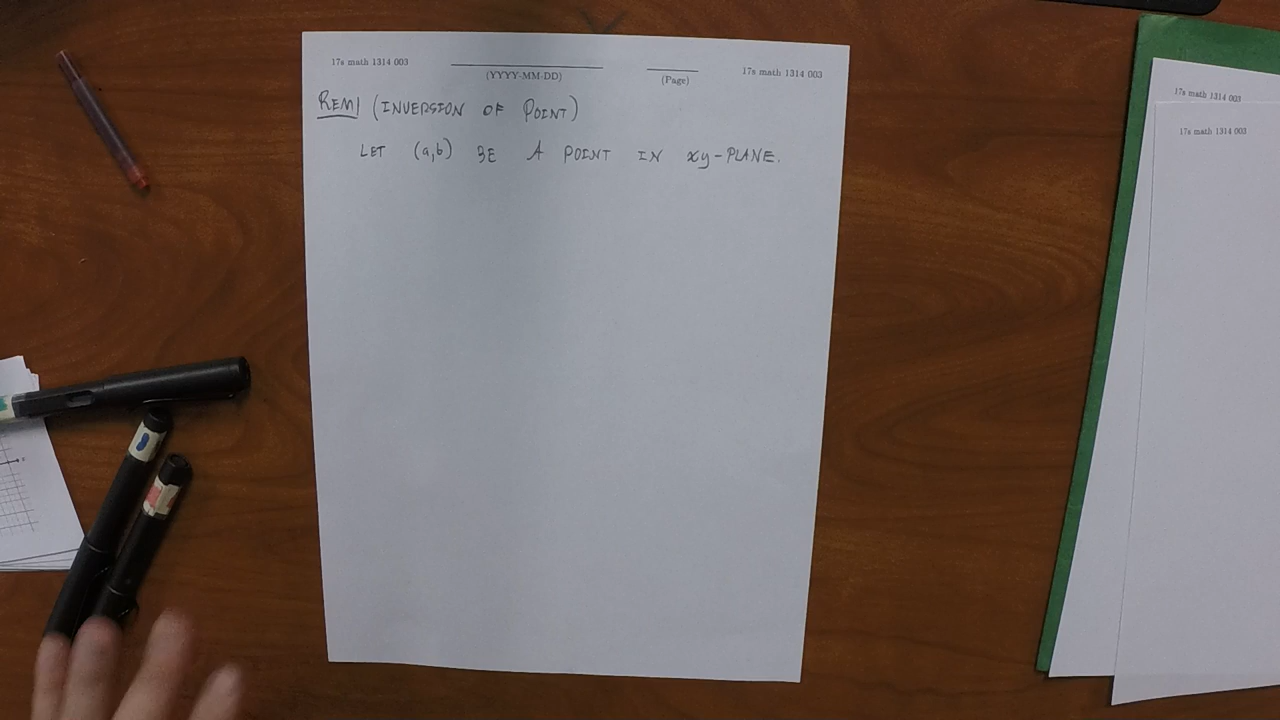 17s math 1314 003
(YYYY-MM-DD)
(Page)
17s math 1314 003
REM (INVERSION OF POINT)
LET (a,b) BE A POINT IN xy-PLANE.
17s math 1314 003
17s math 1314 003